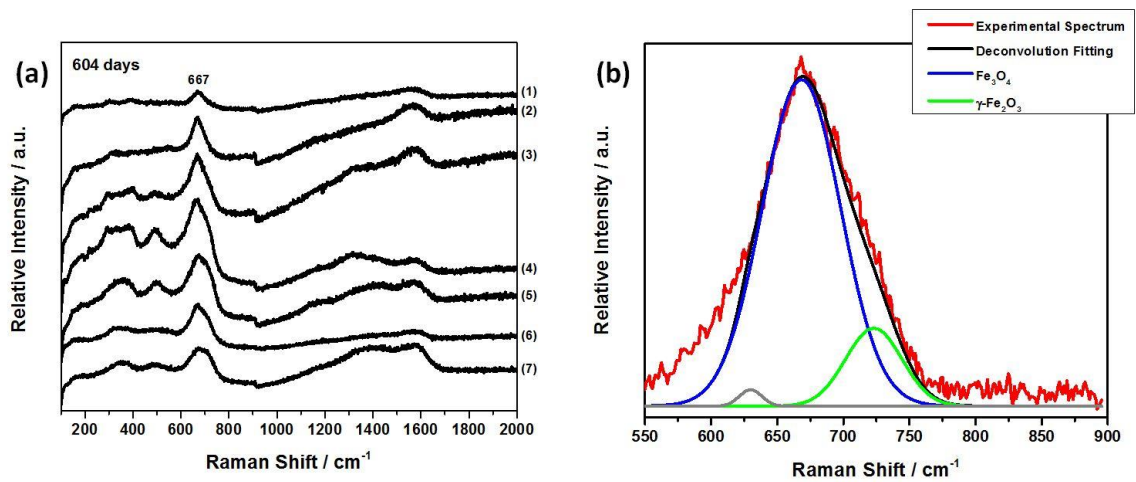 (a)
604 days
667
(1)
(2)
(3)
(4)
(5)
(6)
(7)
Relative Intensity / a.u.
200 400 600 800 1000 1200 1400 1600 1800 2000
Raman Shift / cm⁻¹
(b)
Experimental Spectrum
Deconvolution Fitting
Fe₃O₄
γ-Fe₂O₃
Relative Intensity / a.u.
550 600 650 700 750 800 850 900
Raman Shift / cm⁻¹